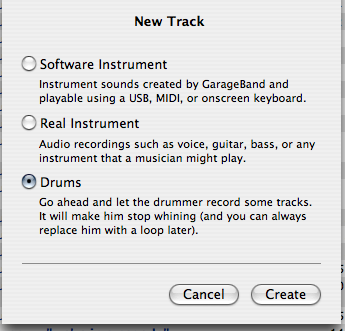 New Track
Software Instrument
Instrument sounds created by GarageBand and
playable using a USB, MIDI, or onscreen keyboard.
Real Instrument
Audio recordings such as voice, guitar, bass, or any
instrument that a musician might play.
Drums
Go ahead and let the drummer record some tracks.
It will make him stop whining (and you can always
replace him with a loop later).
Cancel
Create